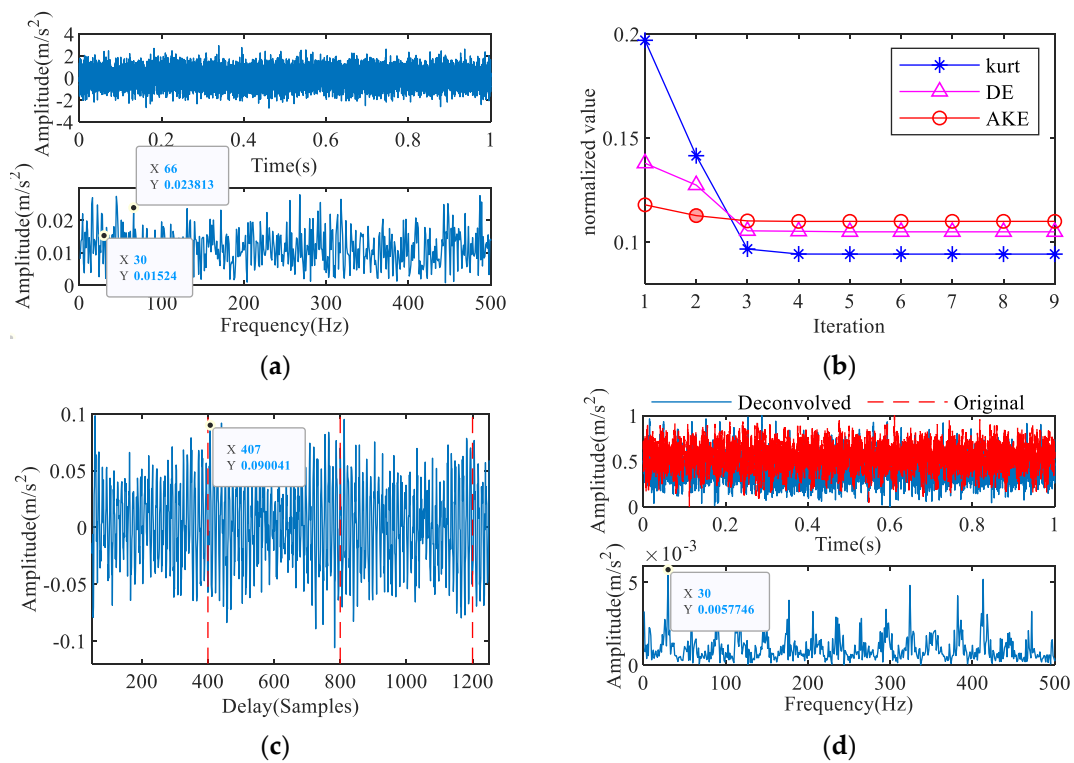 4
2
0
-2
-4
Amplitude(m/s²)
0 0.2 0.4 0.6 0.8 1
Time(s)
X 66
Y 0.023813
0.02
0.01
0
Amplitude(m/s²)
X 30
Y 0.01524
0 100 200 300 400 500
Frequency(Hz)
(a)
0.2
0.15
0.1
normalized value
kurt
DE
AKE
1 2 3 4 5 6 7 8 9
Iteration
(b)
0.1
0.05
0
-0.05
-0.1
Amplitude(m/s²)
X 407
Y 0.090041
200 400 600 800 1000 1200
Delay(Samples)
(c)
Deconvolved Original
1
0.5
0
Amplitude(m/s²)
0 0.2 0.4 0.6 0.8 1
Time(s)
×10⁻³
5
0
Amplitude(m/s²)
X 30
Y 0.0057746
0 100 200 300 400 500
Frequency(Hz)
(d)